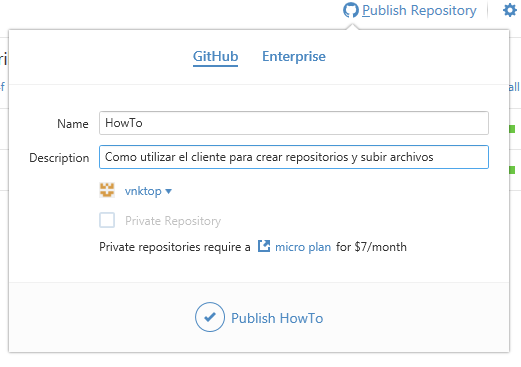 Publish Repository
GitHub Enterprise
Name HowTo
Description Como utilizar el cliente para crear repositorios y subir archivos
vnktop
Private Repository
Private repositories require a micro plan for $7/month
Publish HowTo